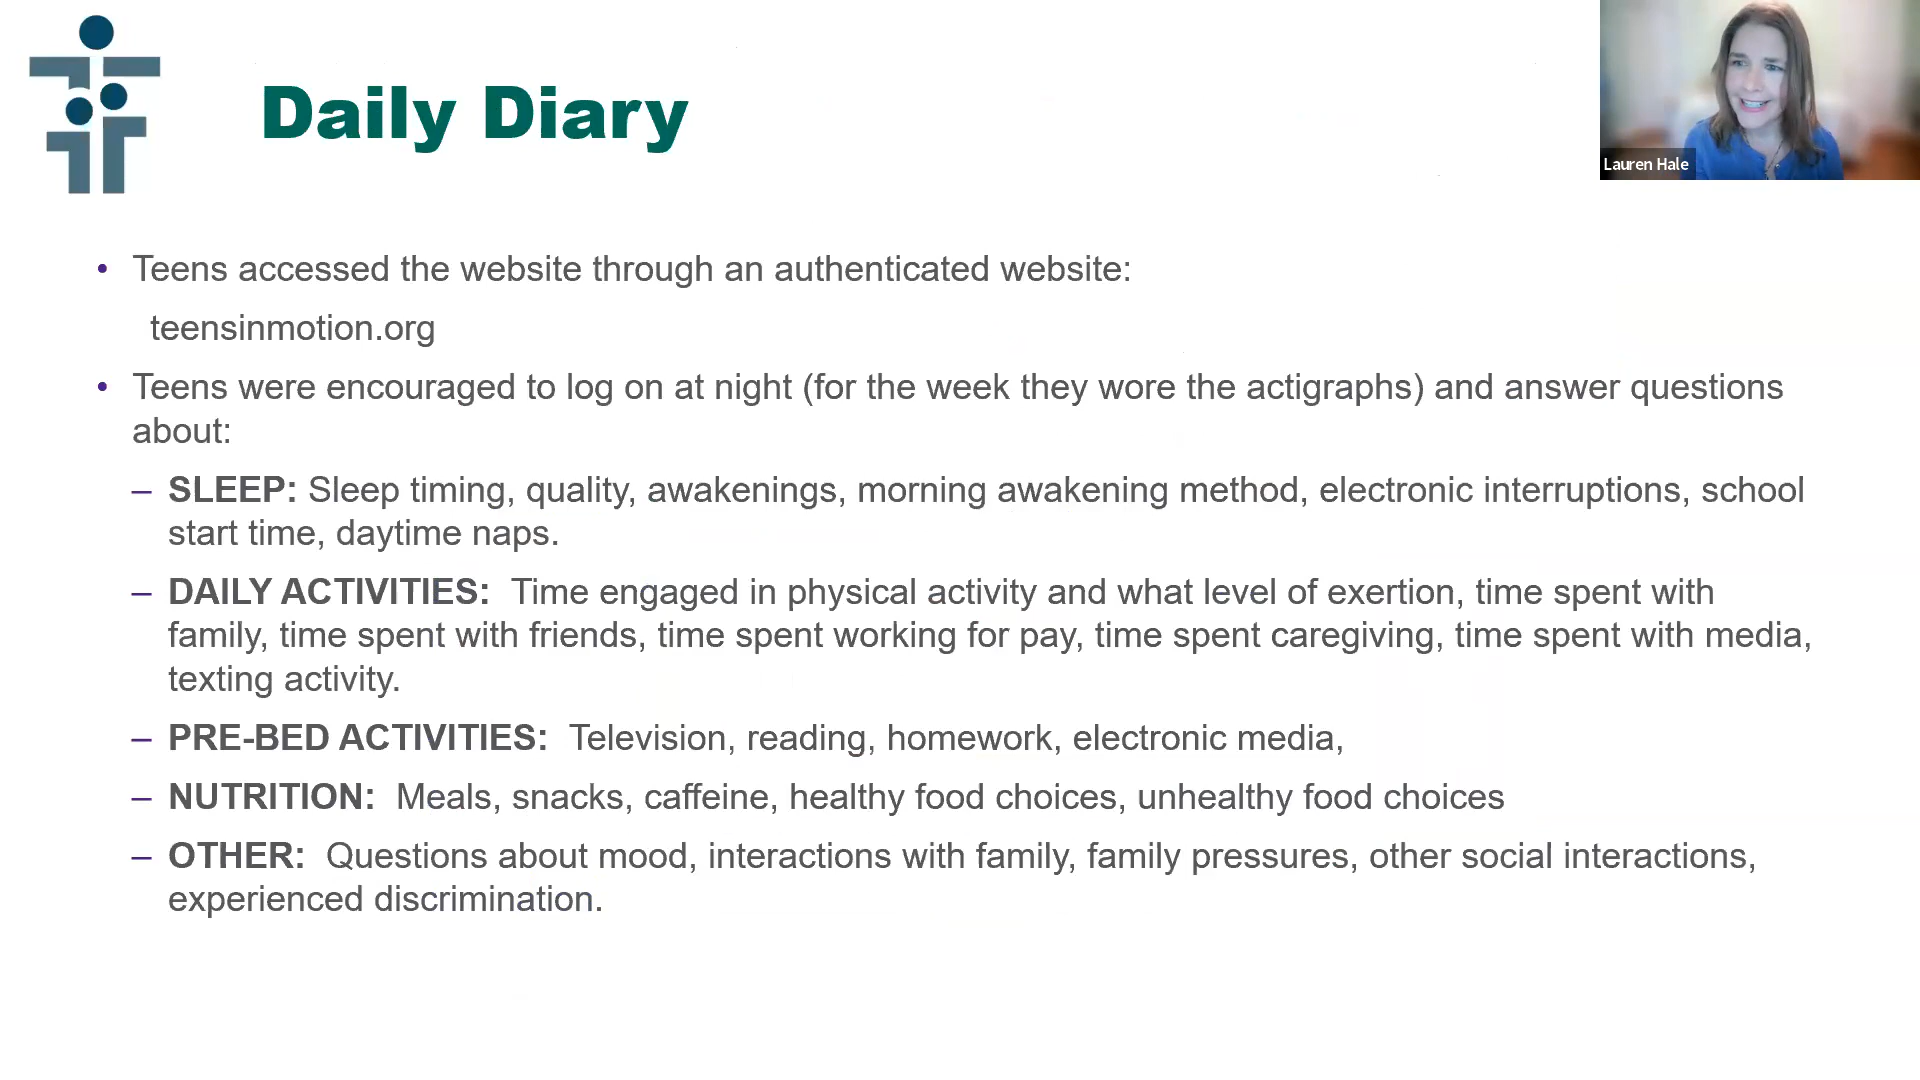 Daily Diary
Lauren Hale
• Teens accessed the website through an authenticated website:
teensinmotion.org
• Teens were encouraged to log on at night (for the week they wore the actigraphs) and answer questions
about:
– SLEEP: Sleep timing, quality, awakenings, morning awakening method, electronic interruptions, school
start time, daytime naps.
– DAILY ACTIVITIES: Time engaged in physical activity and what level of exertion, time spent with
family, time spent with friends, time spent working for pay, time spent caregiving, time spent with media,
texting activity.
– PRE-BED ACTIVITIES: Television, reading, homework, electronic media,
– NUTRITION: Meals, snacks, caffeine, healthy food choices, unhealthy food choices
– OTHER: Questions about mood, interactions with family, family pressures, other social interactions,
experienced discrimination.